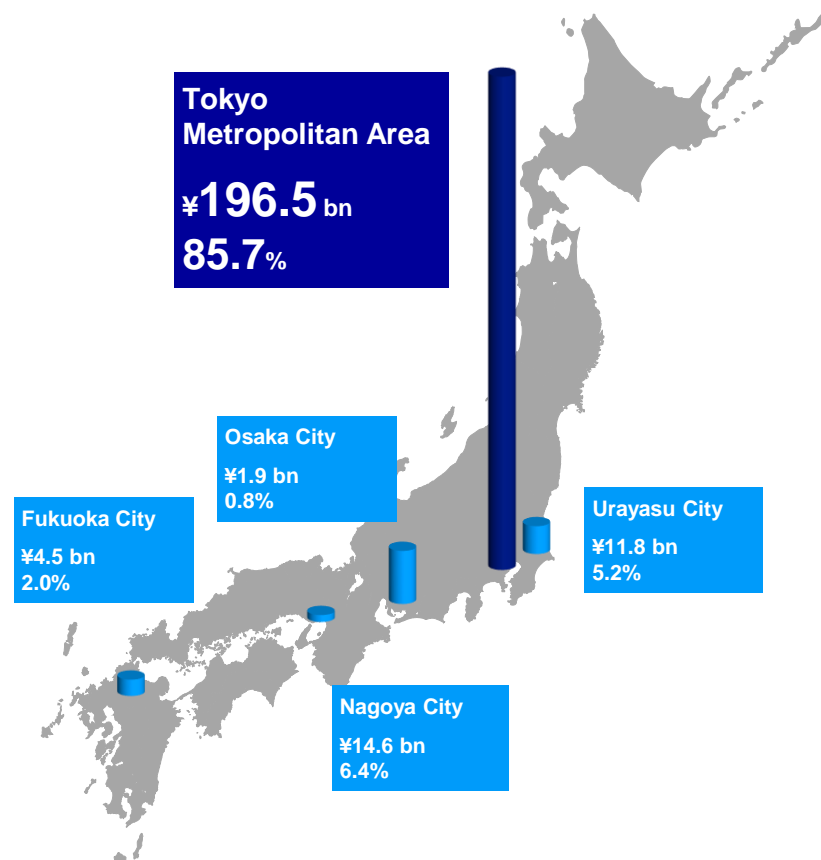 Tokyo
Metropolitan Area
¥196.5 bn
85.7%
Osaka City
¥1.9 bn
0.8%
Fukuoka City
¥4.5 bn
2.0%
Urayasu City
¥11.8 bn
5.2%
Nagoya City
¥14.6 bn
6.4%